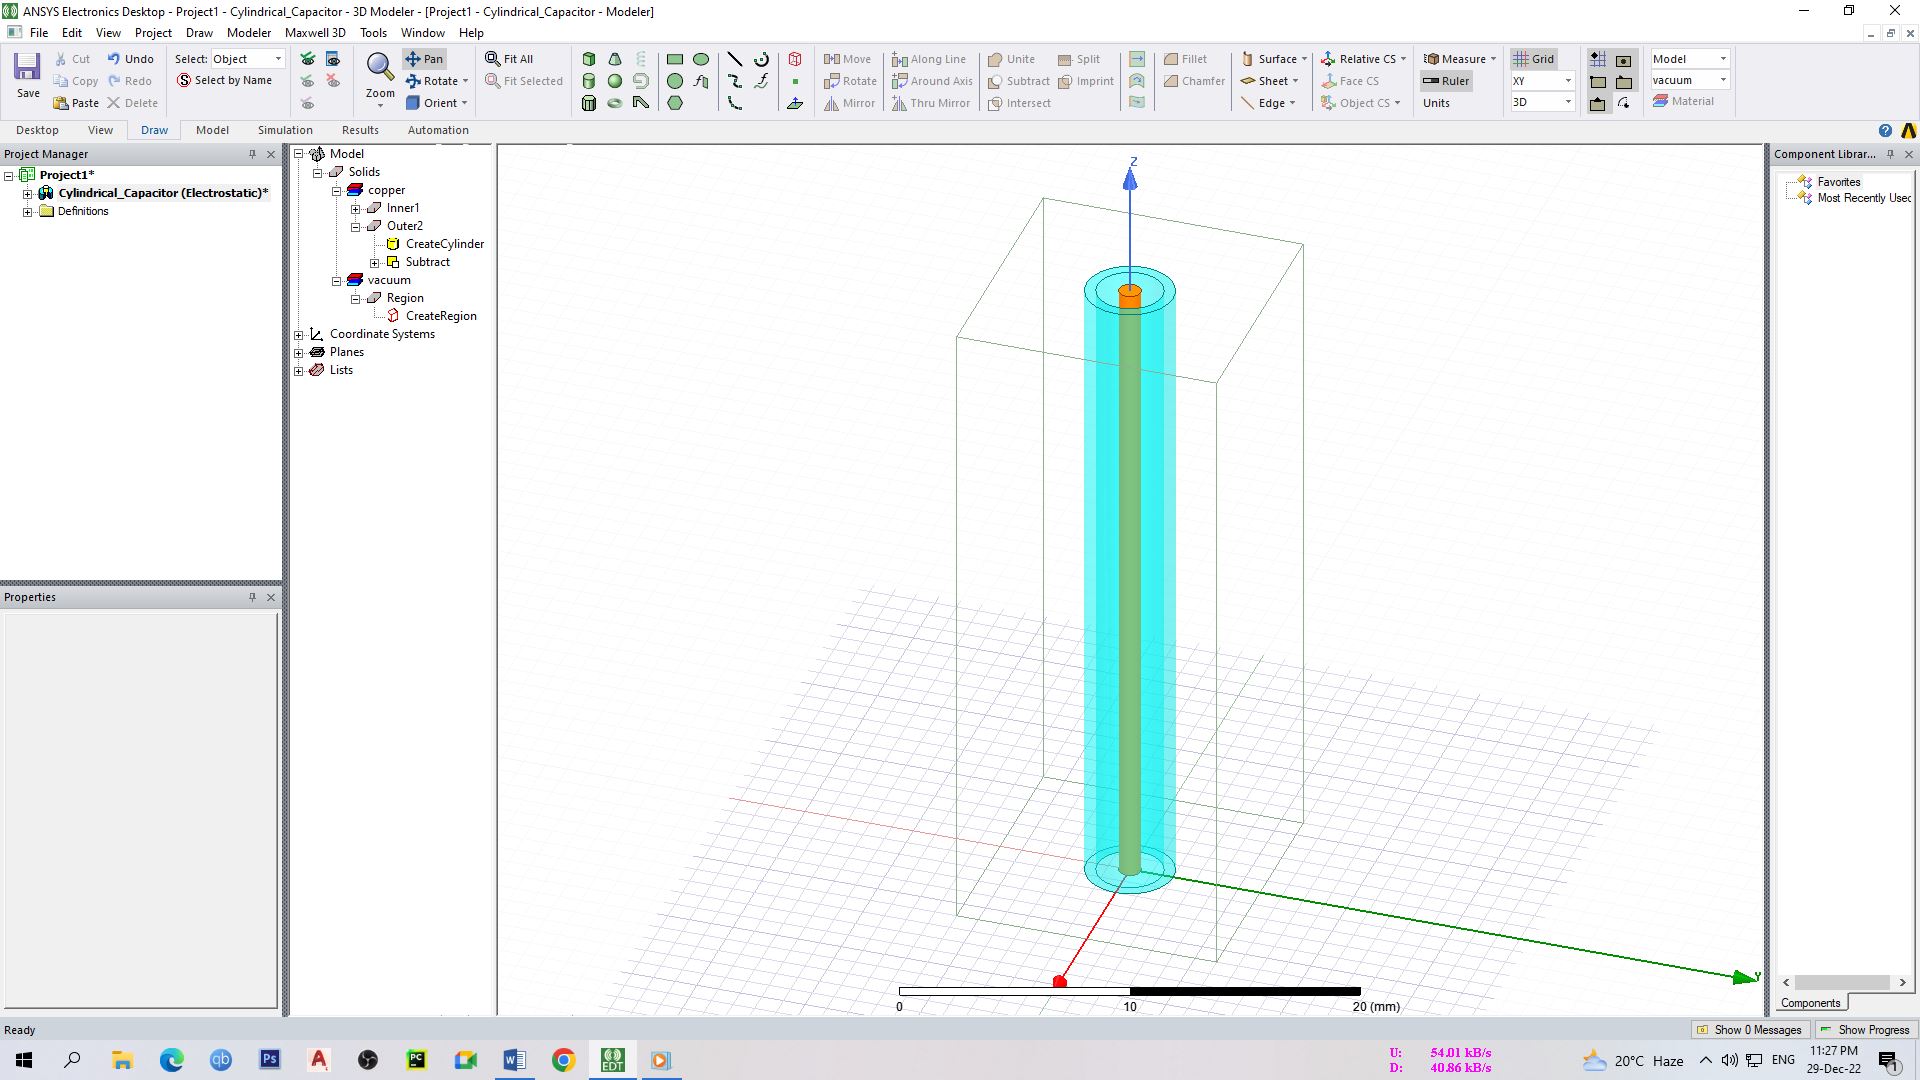 ANSYS Electronics Desktop - Project1 - Cylindrical_Capacitor - 3D Modeler - [Project1 - Cylindrical_Capacitor - Modeler]
File Edit View Project Draw Modeler Maxwell 3D Tools Window Help
Save
Cut
Copy
Paste
Undo
Redo
Delete
Select: Object
Select by Name
Zoom
Pan
Rotate
Orient
Fit All
Fit Selected
Move
Rotate
Mirror
Along Line
Around Axis
Thru Mirror
Unite
Subtract
Intersect
Split
Imprint
Fillet
Chamfer
Surface
Sheet
Edge
Relative CS
Face CS
Object CS
Measure
Ruler
Units
Grid
XY
3D
Model
vacuum
Material
Desktop View Draw Model Simulation Results Automation
Project Manager
Project1*
Cylindrical_Capacitor (Electrostatic)*
Definitions
Properties
Model
Solids
copper
Inner1
Outer2
CreateCylinder
Subtract
vacuum
Region
CreateRegion
Coordinate Systems
Planes
Lists
Z
Y
0 10 20 (mm)
Component Librar...
Favorites
Most Recently Used
Components
Ready
Show 0 Messages Show Progress
U: 54.01 kB/s
D: 40.86 kB/s
20°C Haze
ENG
11:27 PM
29-Dec-22
1
qb
Ps
A
PC
W
EDT